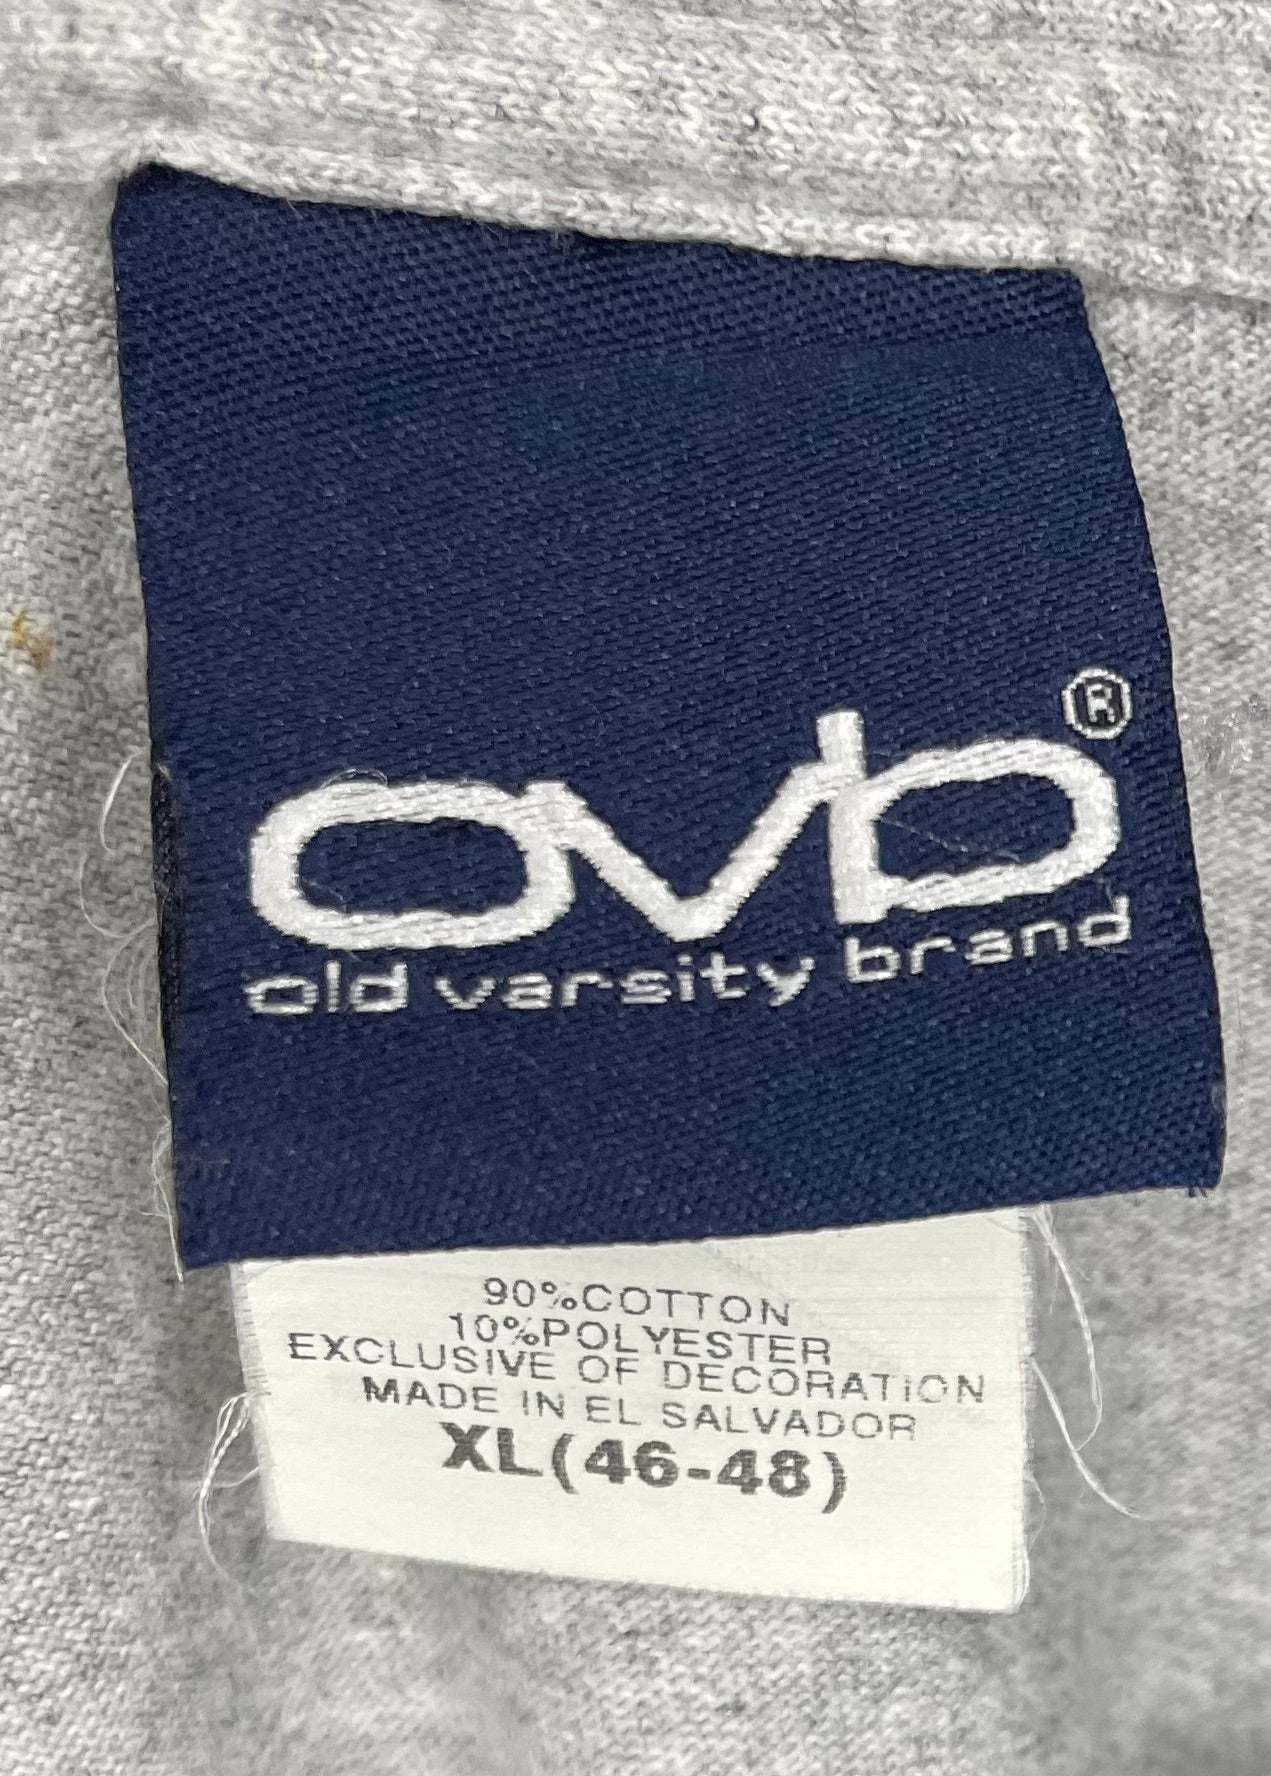 ovb®
old varsity brand
90%COTTON
10%POLYESTER
EXCLUSIVE OF DECORATION
MADE IN EL SALVADOR
XL(46-48)